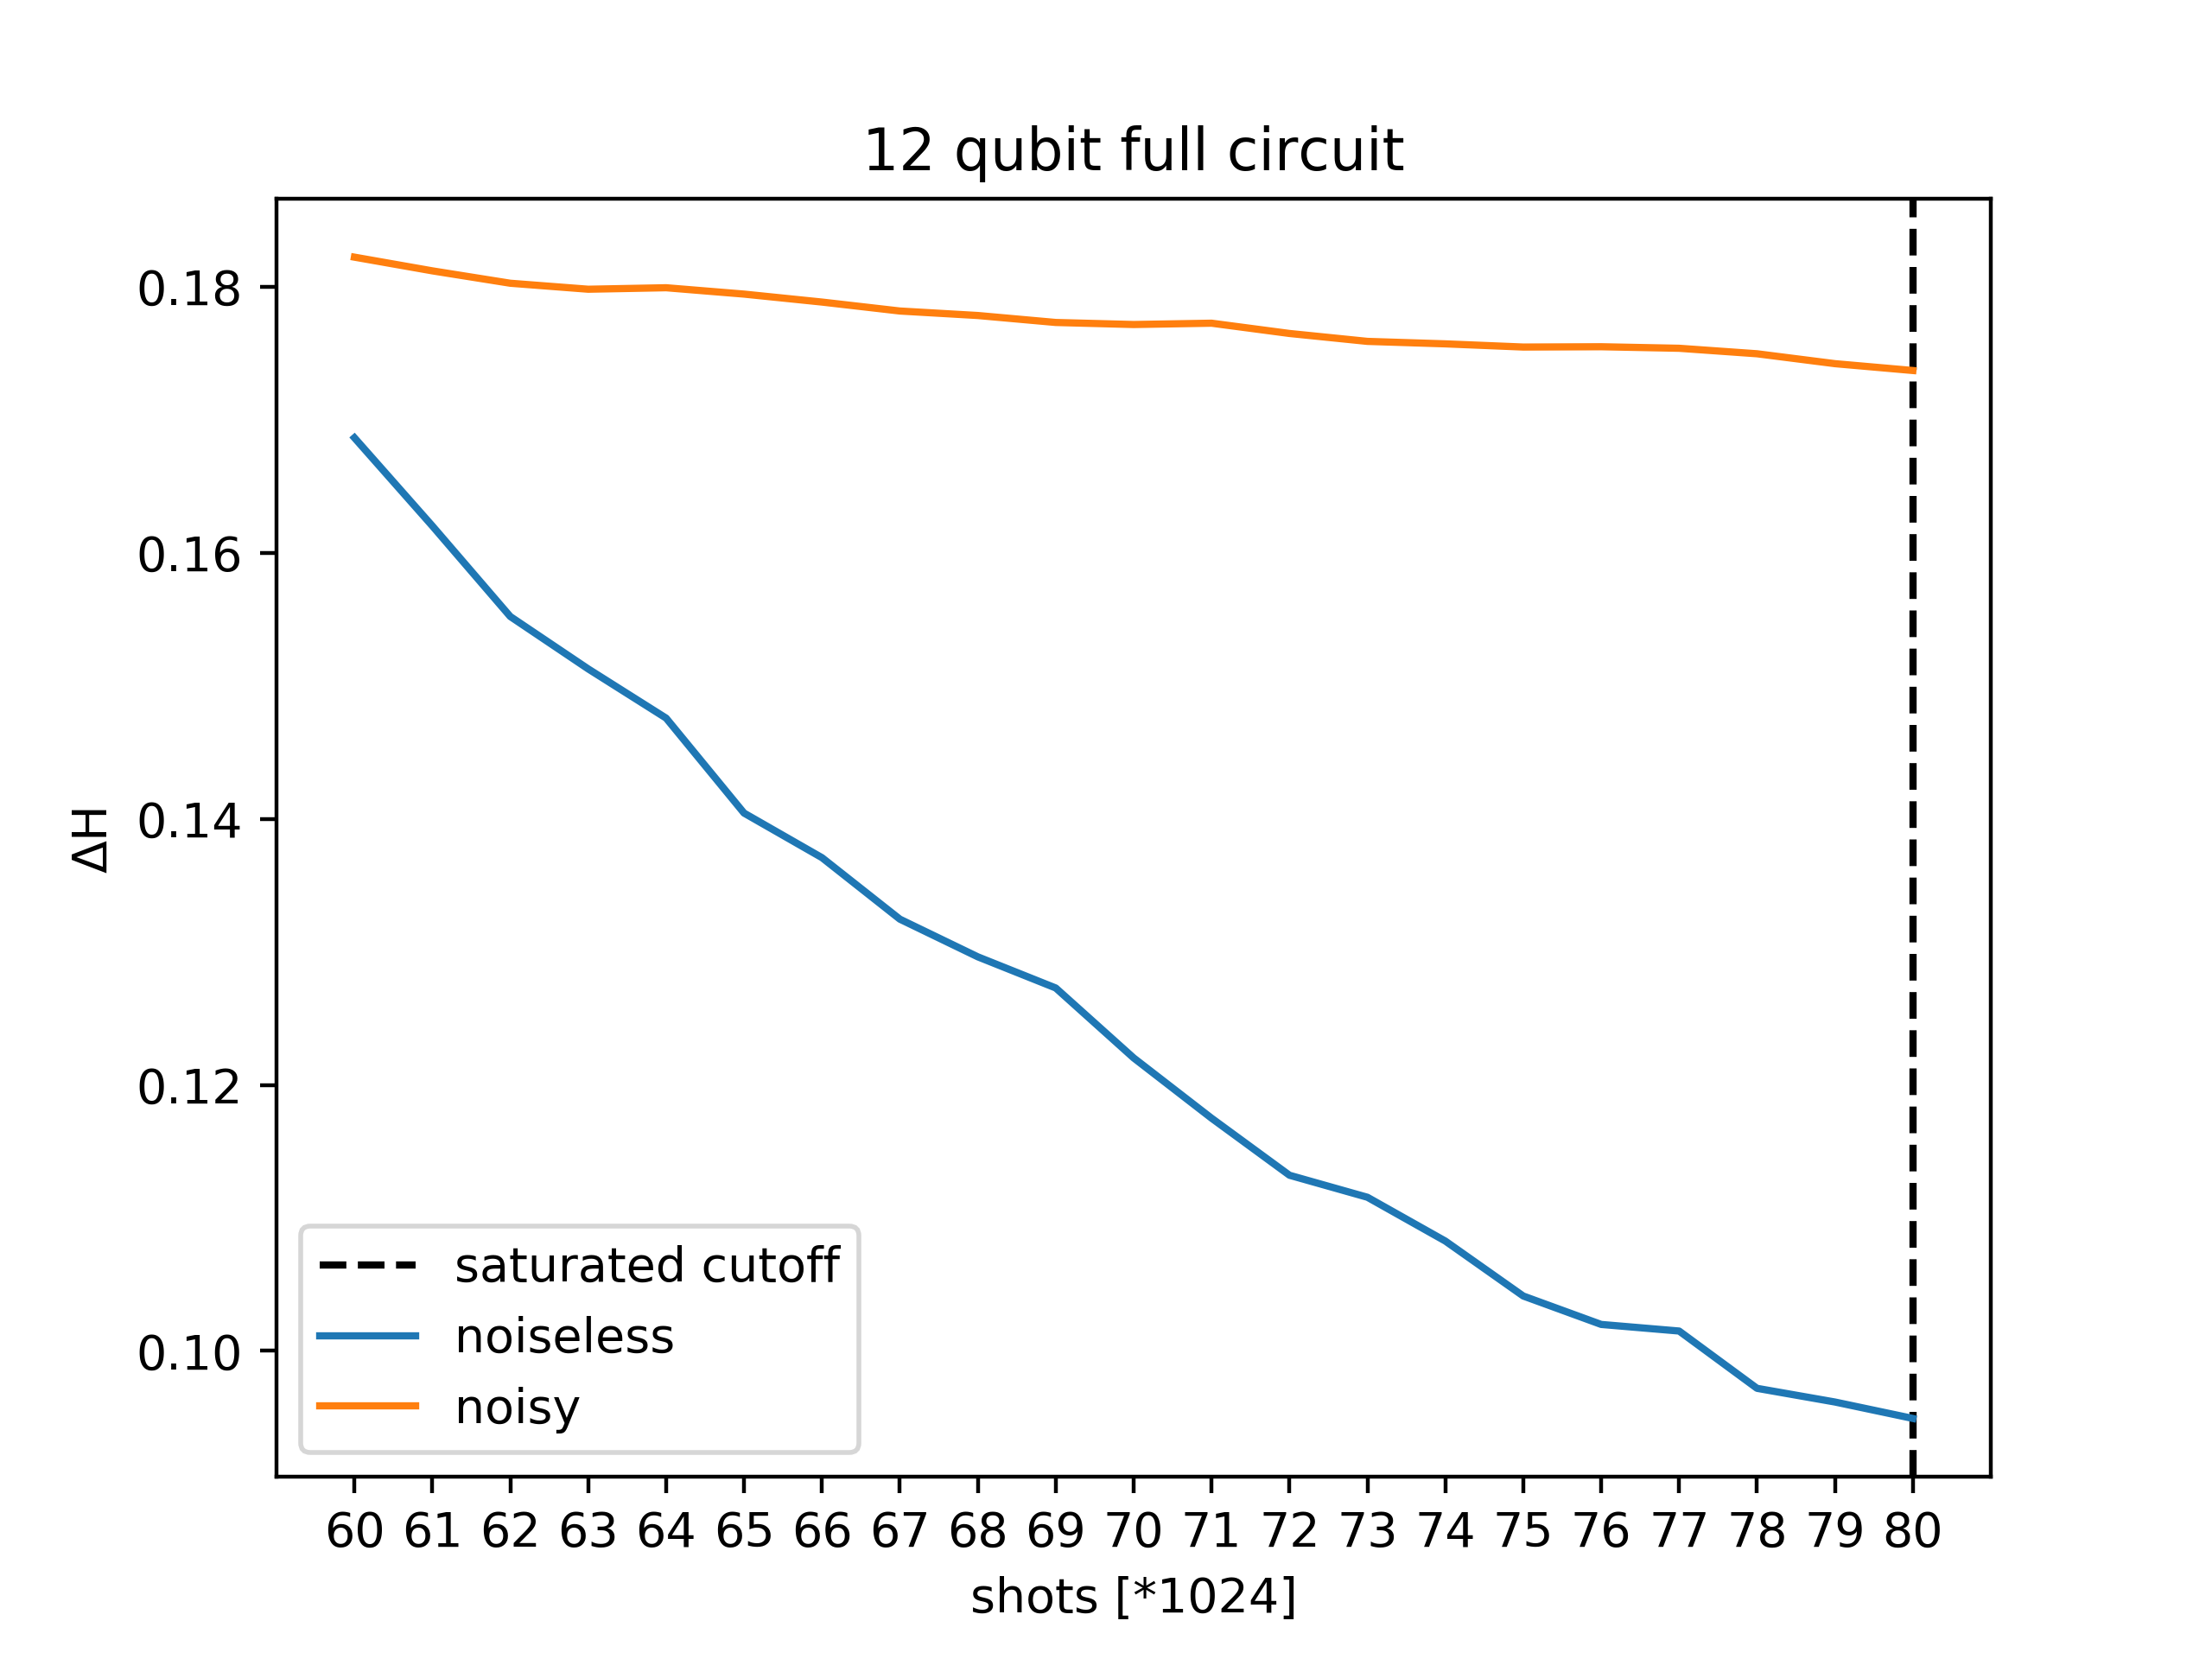 12 qubit full circuit
ΔH
0.18
0.16
0.14
0.12
0.10
saturated cutoff
noiseless
noisy
60 61 62 63 64 65 66 67 68 69 70 71 72 73 74 75 76 77 78 79 80
shots [*1024]